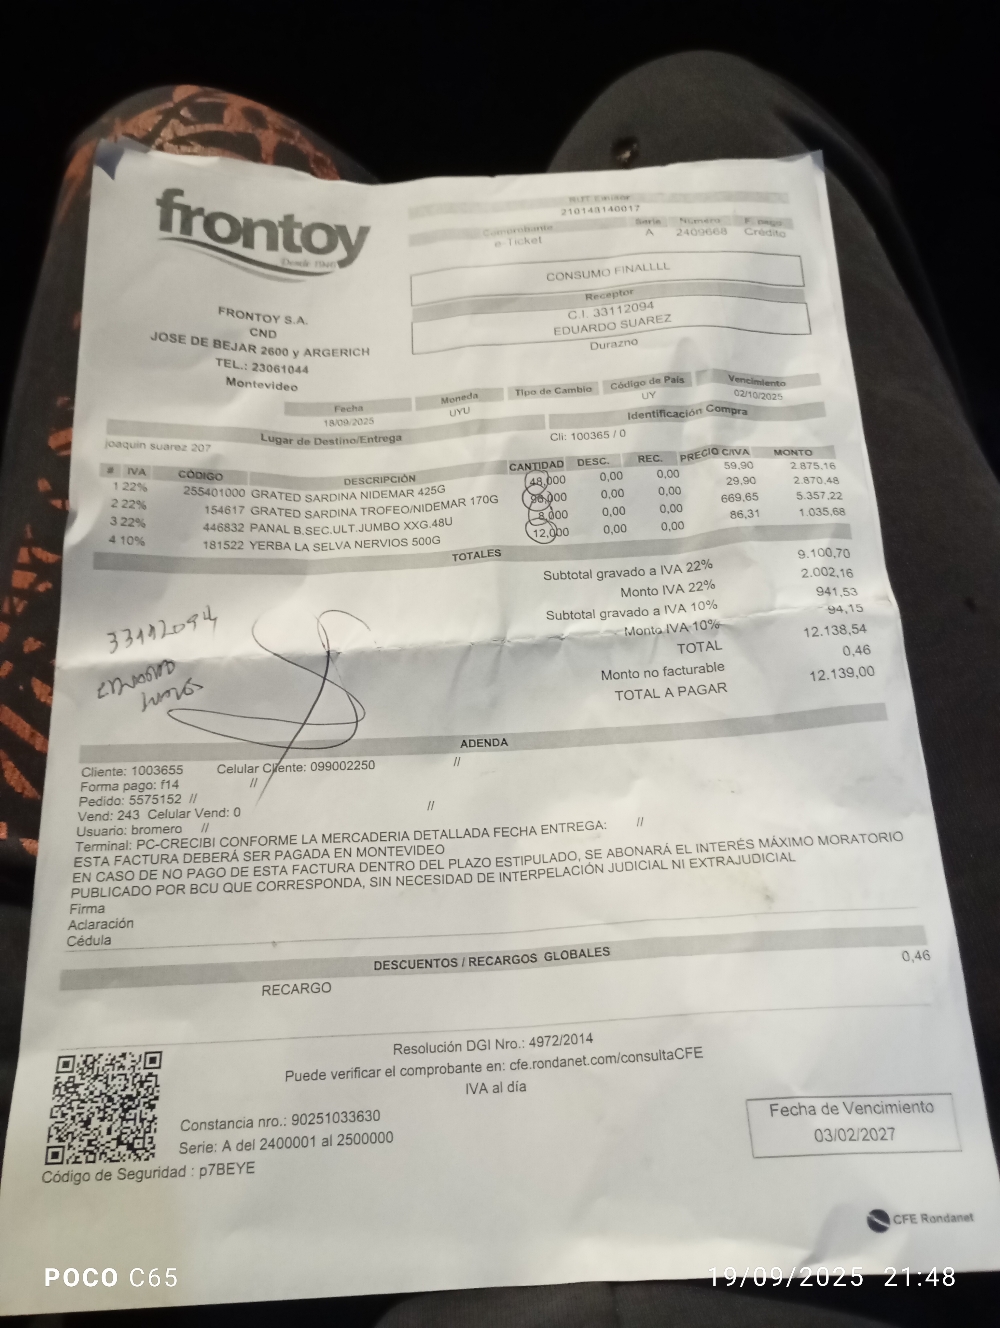 frontoy
Desde 1940
RUT Emisor
210148140017
Comprobante Serie Número F. pago
e-Ticket A 2409668 Crédito
CONSUMO FINALLLL
Receptor
C.I. 33112094
EDUARDO SUAREZ
Durazno
FRONTOY S.A.
CND
JOSE DE BEJAR 2600 y ARGERICH
TEL.: 23061044
Montevideo
Fecha Moneda Tipo de Cambio Código de País Vencimiento
18/09/2025 UYU UY 02/10/2025
Lugar de Destino/Entrega Identificación Compra
joaquin suarez 207 Cli: 100365 / 0
# IVA CÓDIGO DESCRIPCIÓN CANTIDAD DESC. REC. PRECIO C/IVA MONTO
1 22% 255401000 GRATED SARDINA NIDEMAR 425G 48,000 0,00 0,00 59,90 2.875,16
2 22% 154617 GRATED SARDINA TROFEO/NIDEMAR 170G 96,000 0,00 0,00 29,90 2.870,48
3 22% 446832 PANAL B.SEC.ULT.JUMBO XXG.48U 8,000 0,00 0,00 669,65 5.357,22
4 10% 181522 YERBA LA SELVA NERVIOS 500G 12,000 0,00 0,00 86,31 1.035,68
TOTALES
Subtotal gravado a IVA 22% 9.100,70
Monto IVA 22% 2.002,16
Subtotal gravado a IVA 10% 941,53
Monto IVA 10% 94,15
TOTAL 12.138,54
Monto no facturable 0,46
TOTAL A PAGAR 12.139,00
33112094
ADENDA
Cliente: 1003655 Celular Cliente: 099002250 //
Forma pago: f14 //
Pedido: 5575152 //
Vend: 243 Celular Vend: 0 //
Usuario: bromero //
Terminal: PC-CRECIBI CONFORME LA MERCADERIA DETALLADA FECHA ENTREGA: //
ESTA FACTURA DEBERÁ SER PAGADA EN MONTEVIDEO
EN CASO DE NO PAGO DE ESTA FACTURA DENTRO DEL PLAZO ESTIPULADO, SE ABONARÁ EL INTERÉS MÁXIMO MORATORIO
PUBLICADO POR BCU QUE CORRESPONDA, SIN NECESIDAD DE INTERPELACIÓN JUDICIAL NI EXTRAJUDICIAL
Firma
Aclaración
Cédula
DESCUENTOS / RECARGOS GLOBALES
RECARGO 0,46
Resolución DGI Nro.: 4972/2014
Puede verificar el comprobante en: cfe.rondanet.com/consultaCFE
IVA al día
Constancia nro.: 90251033630
Serie: A del 2400001 al 2500000
Código de Seguridad : p7BEYE
Fecha de Vencimiento
03/02/2027
CFE Rondanet
POCO C65
19/09/2025 21:48